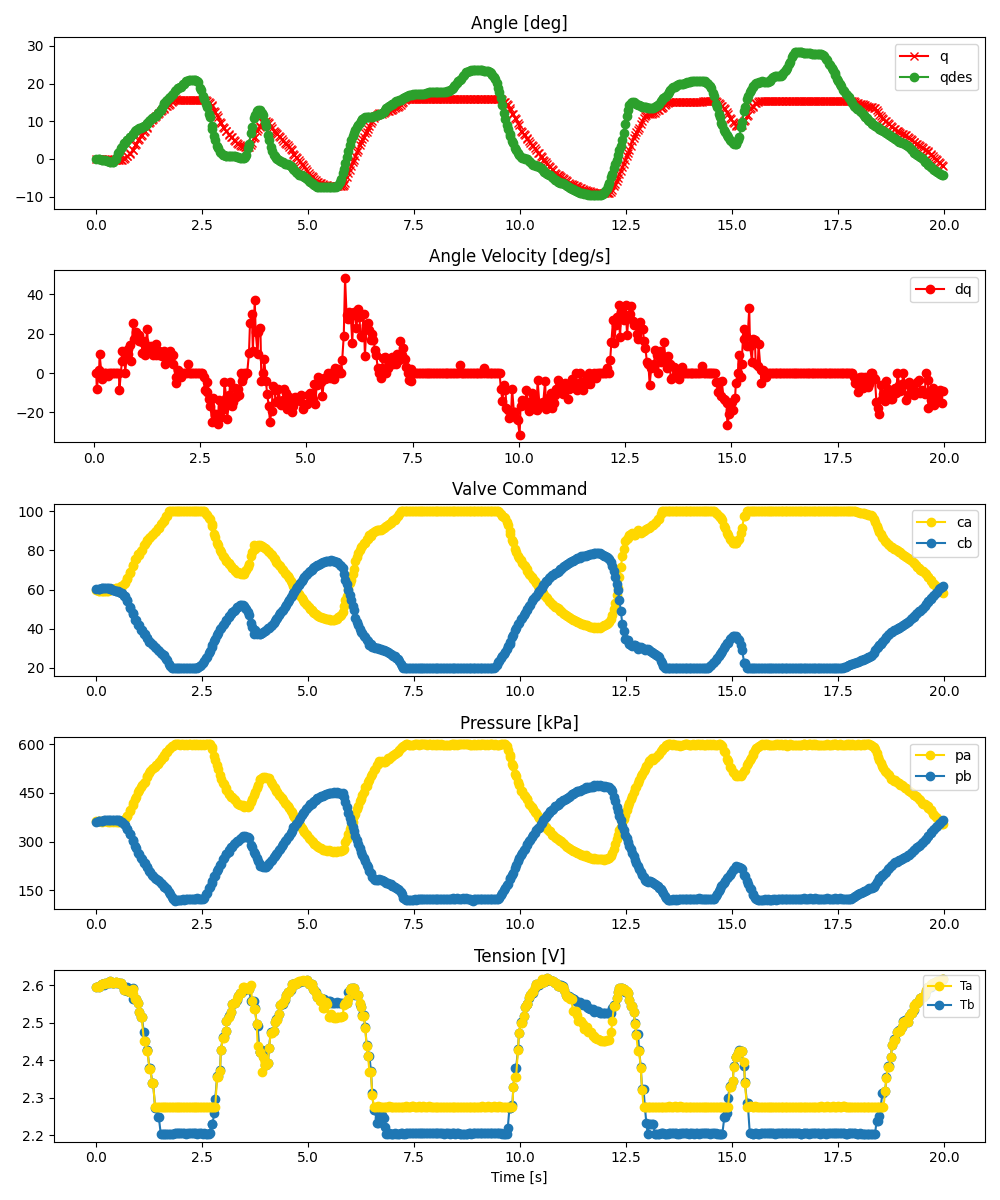 Angle [deg]
30
20
10
0
−10
q
qdes
0.0 2.5 5.0 7.5 10.0 12.5 15.0 17.5 20.0
Angle Velocity [deg/s]
40
20
0
−20
dq
0.0 2.5 5.0 7.5 10.0 12.5 15.0 17.5 20.0
Valve Command
100
80
60
40
20
ca
cb
0.0 2.5 5.0 7.5 10.0 12.5 15.0 17.5 20.0
Pressure [kPa]
600
450
300
150
pa
pb
0.0 2.5 5.0 7.5 10.0 12.5 15.0 17.5 20.0
Tension [V]
2.6
2.5
2.4
2.3
2.2
Ta
Tb
0.0 2.5 5.0 7.5 10.0 12.5 15.0 17.5 20.0
Time [s]